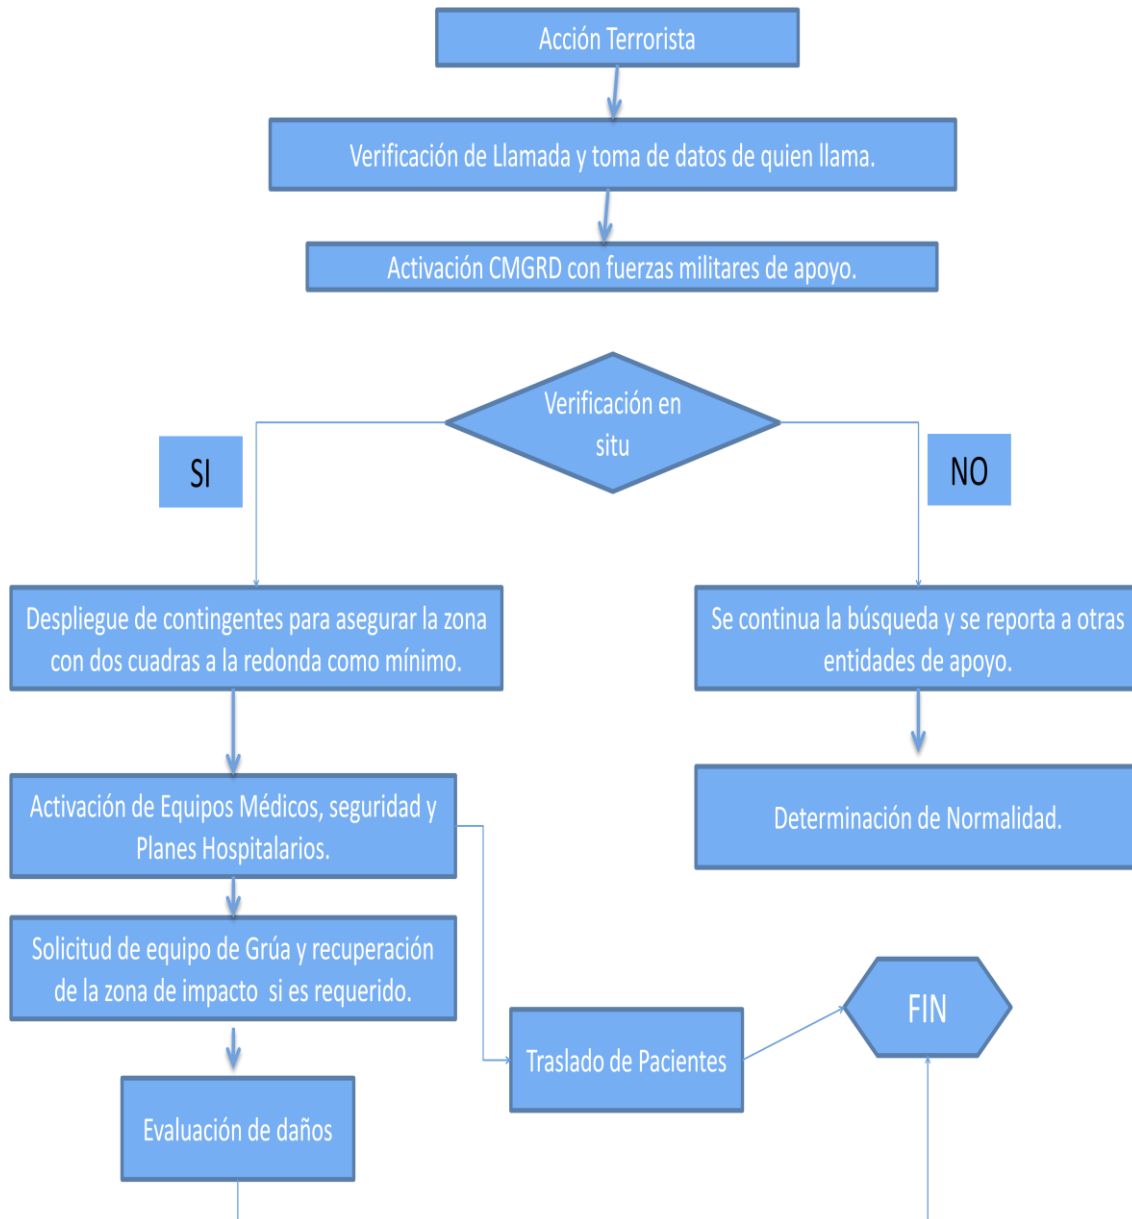 Acción Terrorista
Verificación de Llamada y toma de datos de quien llama.
Activación CMGRD con fuerzas militares de apoyo.
Verificación en
situ
SI
NO
Despliegue de contingentes para asegurar la zona
con dos cuadras a la redonda como mínimo.
Se continua la búsqueda y se reporta a otras
entidades de apoyo.
Activación de Equipos Médicos, seguridad y
Planes Hospitalarios.
Determinación de Normalidad.
Solicitud de equipo de Grúa y recuperación
de la zona de impacto si es requerido.
FIN
Traslado de Pacientes
Evaluación de daños